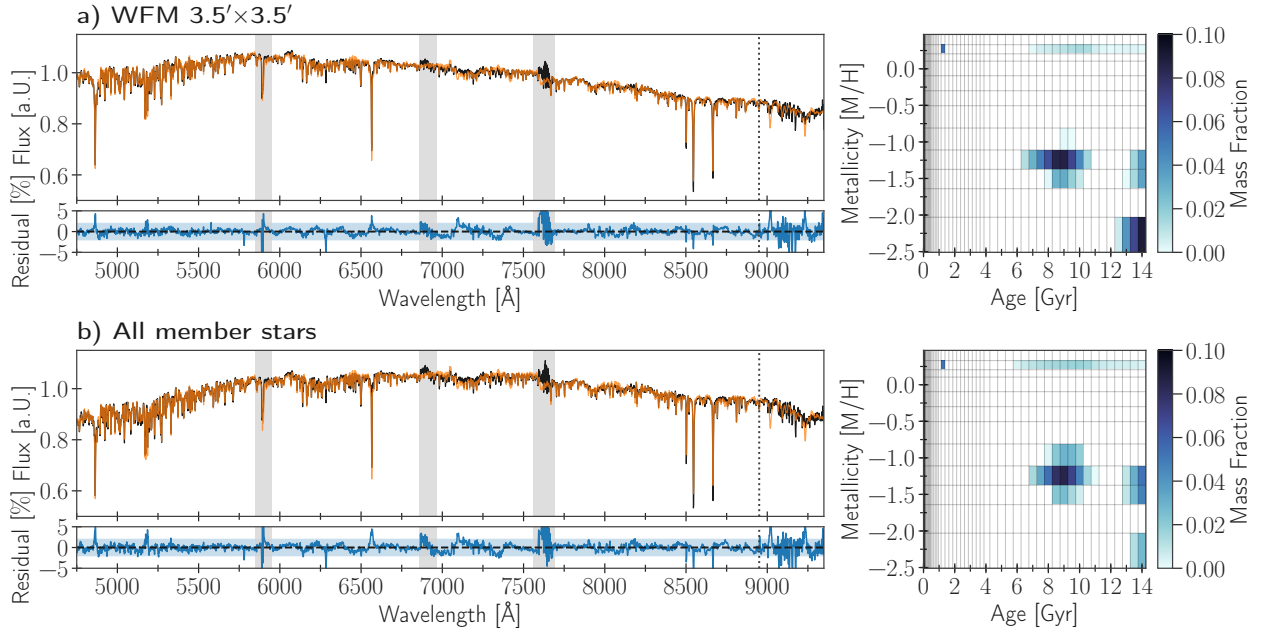 a) WFM 3.5′×3.5′
Flux [a.U.]
1.0
0.8
0.6
Residual [%]
5
0
−5
5000 5500 6000 6500 7000 7500 8000 8500 9000
Wavelength [Å]
Metallicity [M/H]
0.0
−0.5
−1.0
−1.5
−2.0
−2.5
0 2 4 6 8 10 12 14
Age [Gyr]
0.10
0.08
0.06
0.04
0.02
0.00
Mass Fraction
b) All member stars
Flux [a.U.]
1.0
0.8
0.6
Residual [%]
5
0
−5
5000 5500 6000 6500 7000 7500 8000 8500 9000
Wavelength [Å]
Metallicity [M/H]
0.0
−0.5
−1.0
−1.5
−2.0
−2.5
0 2 4 6 8 10 12 14
Age [Gyr]
0.10
0.08
0.06
0.04
0.02
0.00
Mass Fraction